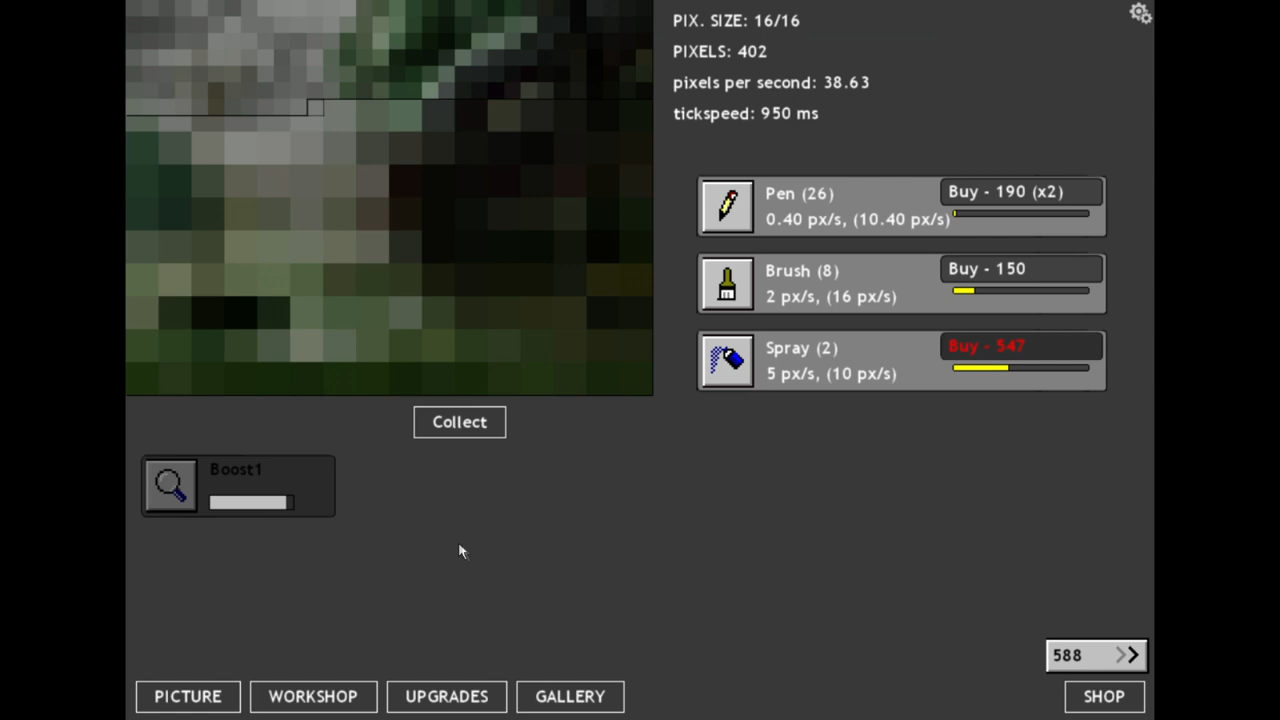 PIX. SIZE: 16/16
PIXELS: 402
pixels per second: 38.63
tickspeed: 950 ms
Pen (26)
Buy - 190 (x2)
0.40 px/s, (10.40 px/s)
Brush (8)
Buy - 150
2 px/s, (16 px/s)
Spray (2)
Buy - 547
5 px/s, (10 px/s)
Collect
Boost1
588
PICTURE
WORKSHOP
UPGRADES
GALLERY
SHOP